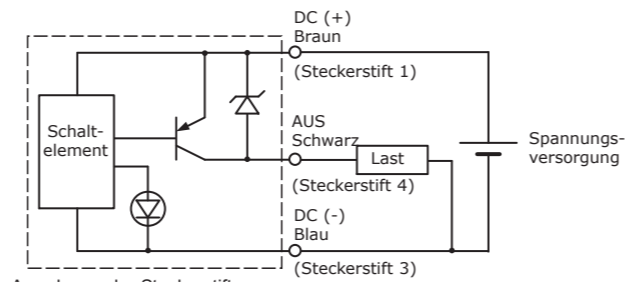 DC (+)
Braun
(Steckerstift 1)
Schalt-
element
AUS
Schwarz
Last
(Steckerstift 4)
Spannungs-
versorgung
DC (-)
Blau
(Steckerstift 3)